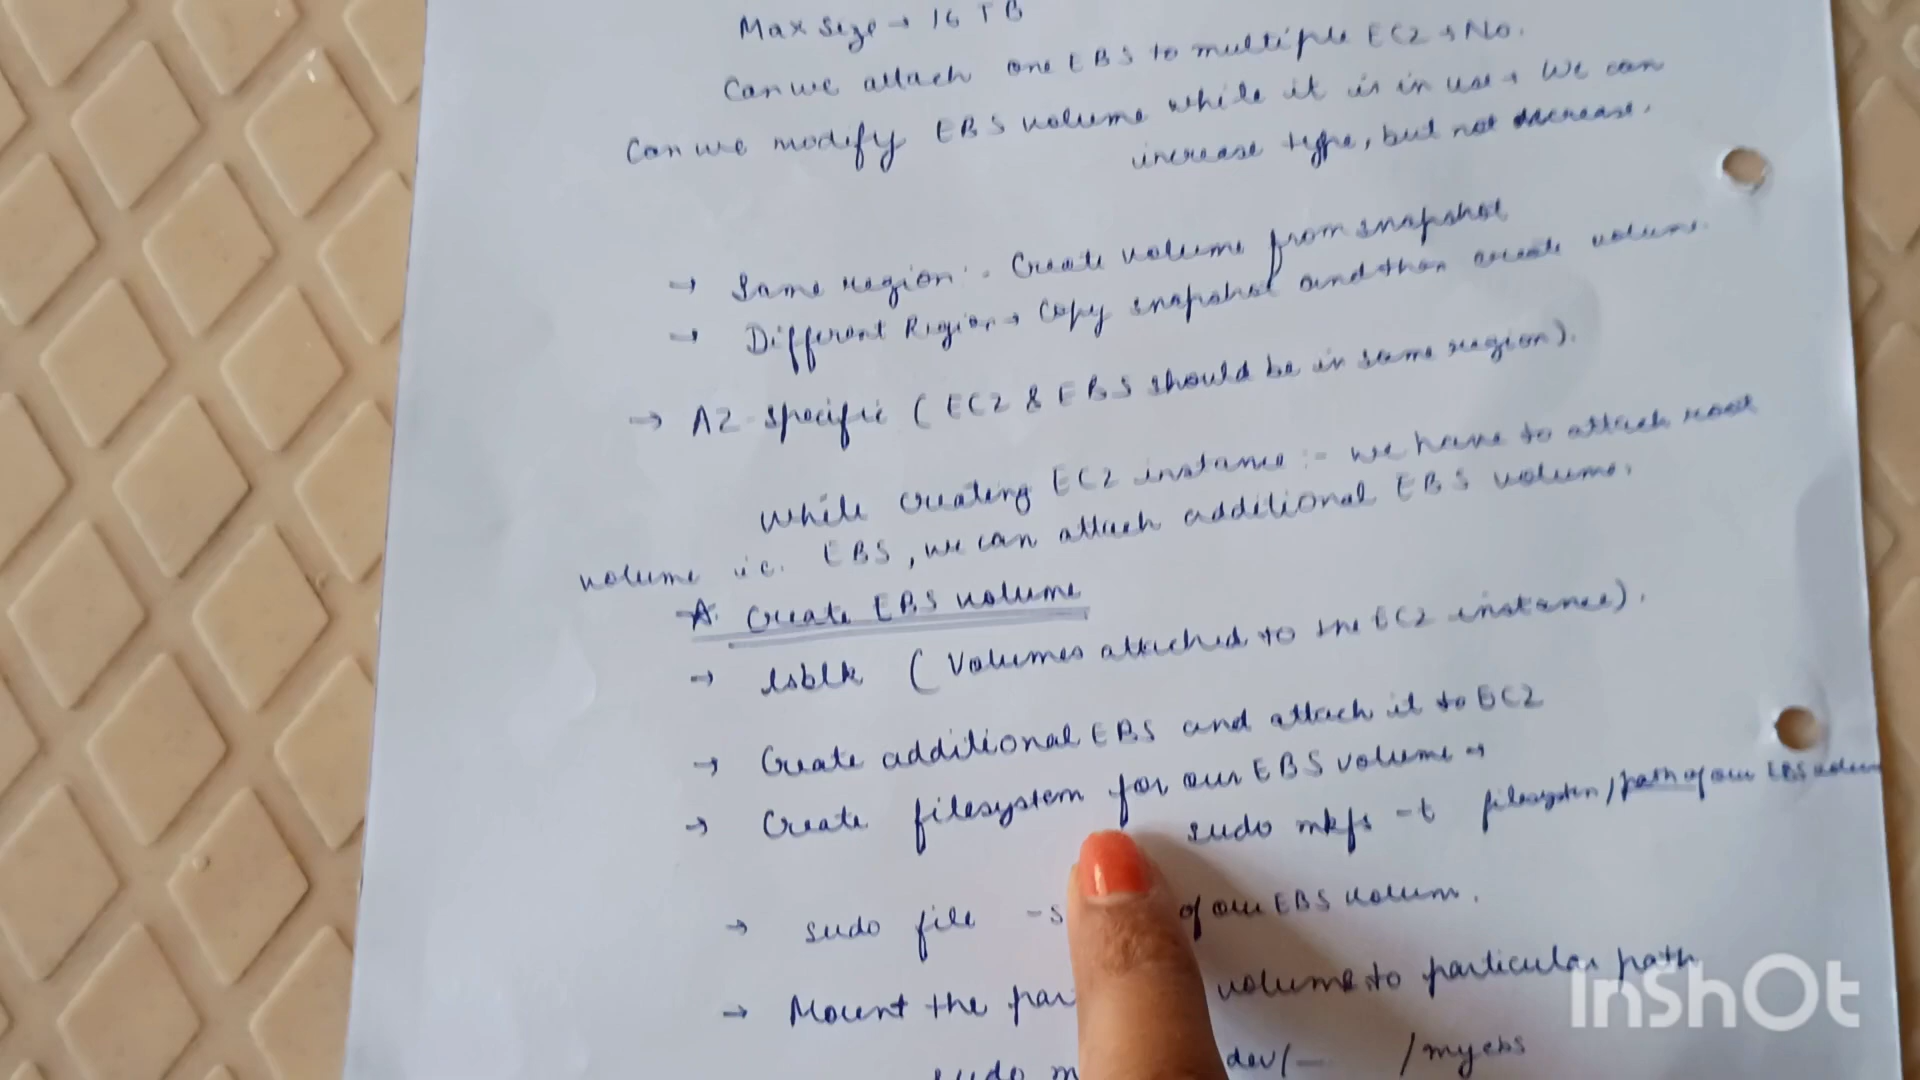 Max size → 16 TB
Can we attach one EBS to multiple EC2 → No.
Can we modify EBS volume while it is in use → We can
increase type, but not decrease.
→ Same region :- Create volume from snapshot
→ Different Region → Copy snapshot and then create volume.
→ AZ-specific (EC2 & EBS should be in same region).
While creating EC2 instance :- we have to attach root
volume i.e. EBS, we can attach additional EBS volume.
A. Create EBS volume
→ lsblk (Volumes attached to the EC2 instance).
→ Create additional EBS and attach it to EC2
→ Create filesystem for our EBS volume →
sudo mkfs -t filesystem /path of our EBS volum
→ sudo file -s of our EBS volum.
→ Mount the volume to particular path
sudo dev/— /myebs
InShOt